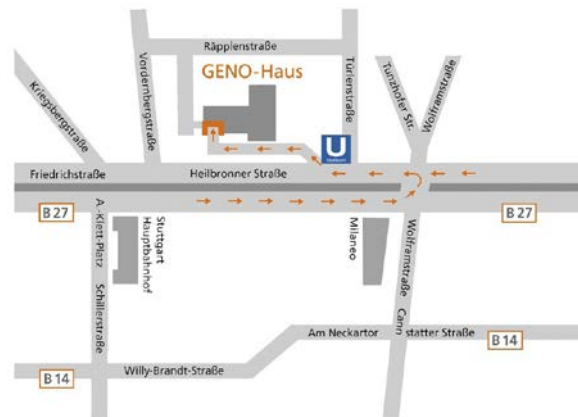 Räpplenstraße
GENO-Haus
Kriegsbergstraße
Vordernbergstraße
Türlenstraße
Tunzhofer Str.
Wolframstraße
U
Friedrichstraße
Heilbronner Straße
B 27
B 27
A.-Klett-Platz
Stuttgart
Hauptbahnhof
Milaneo
Wolframstraße
Schillerstraße
Am Neckartor
Cannstatter Straße
B 14
B 14
Willy-Brandt-Straße